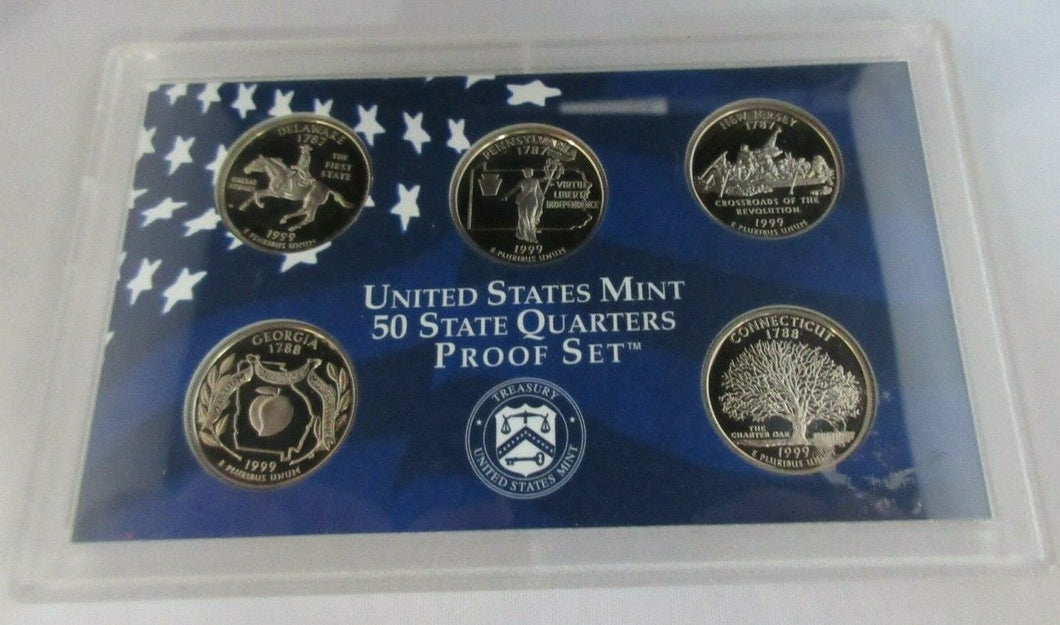 DELAWARE
1787
THE
FIRST
STATE
CAESAR
RODNEY
1999
E PLURIBUS UNUM
PENNSYLVANIA
1787
VIRTUE
LIBERTY
INDEPENDENCE
1999
E PLURIBUS UNUM
NEW JERSEY
1787
CROSSROADS OF THE
REVOLUTION
1999
E PLURIBUS UNUM
UNITED STATES MINT
50 STATE QUARTERS
PROOF SET™
GEORGIA
1788
1999
E PLURIBUS UNUM
TREASURY
UNITED STATES MINT
CONNECTICUT
1788
THE
CHARTER OAK
1999
E PLURIBUS UNUM